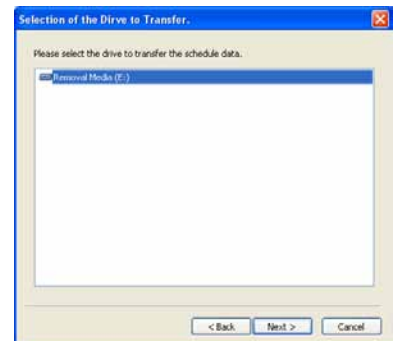 Selection of the Dirve to Transfer.
Please select the drive to transfer the schedule data.
Removal Media (E:)
< Back Next > Cancel